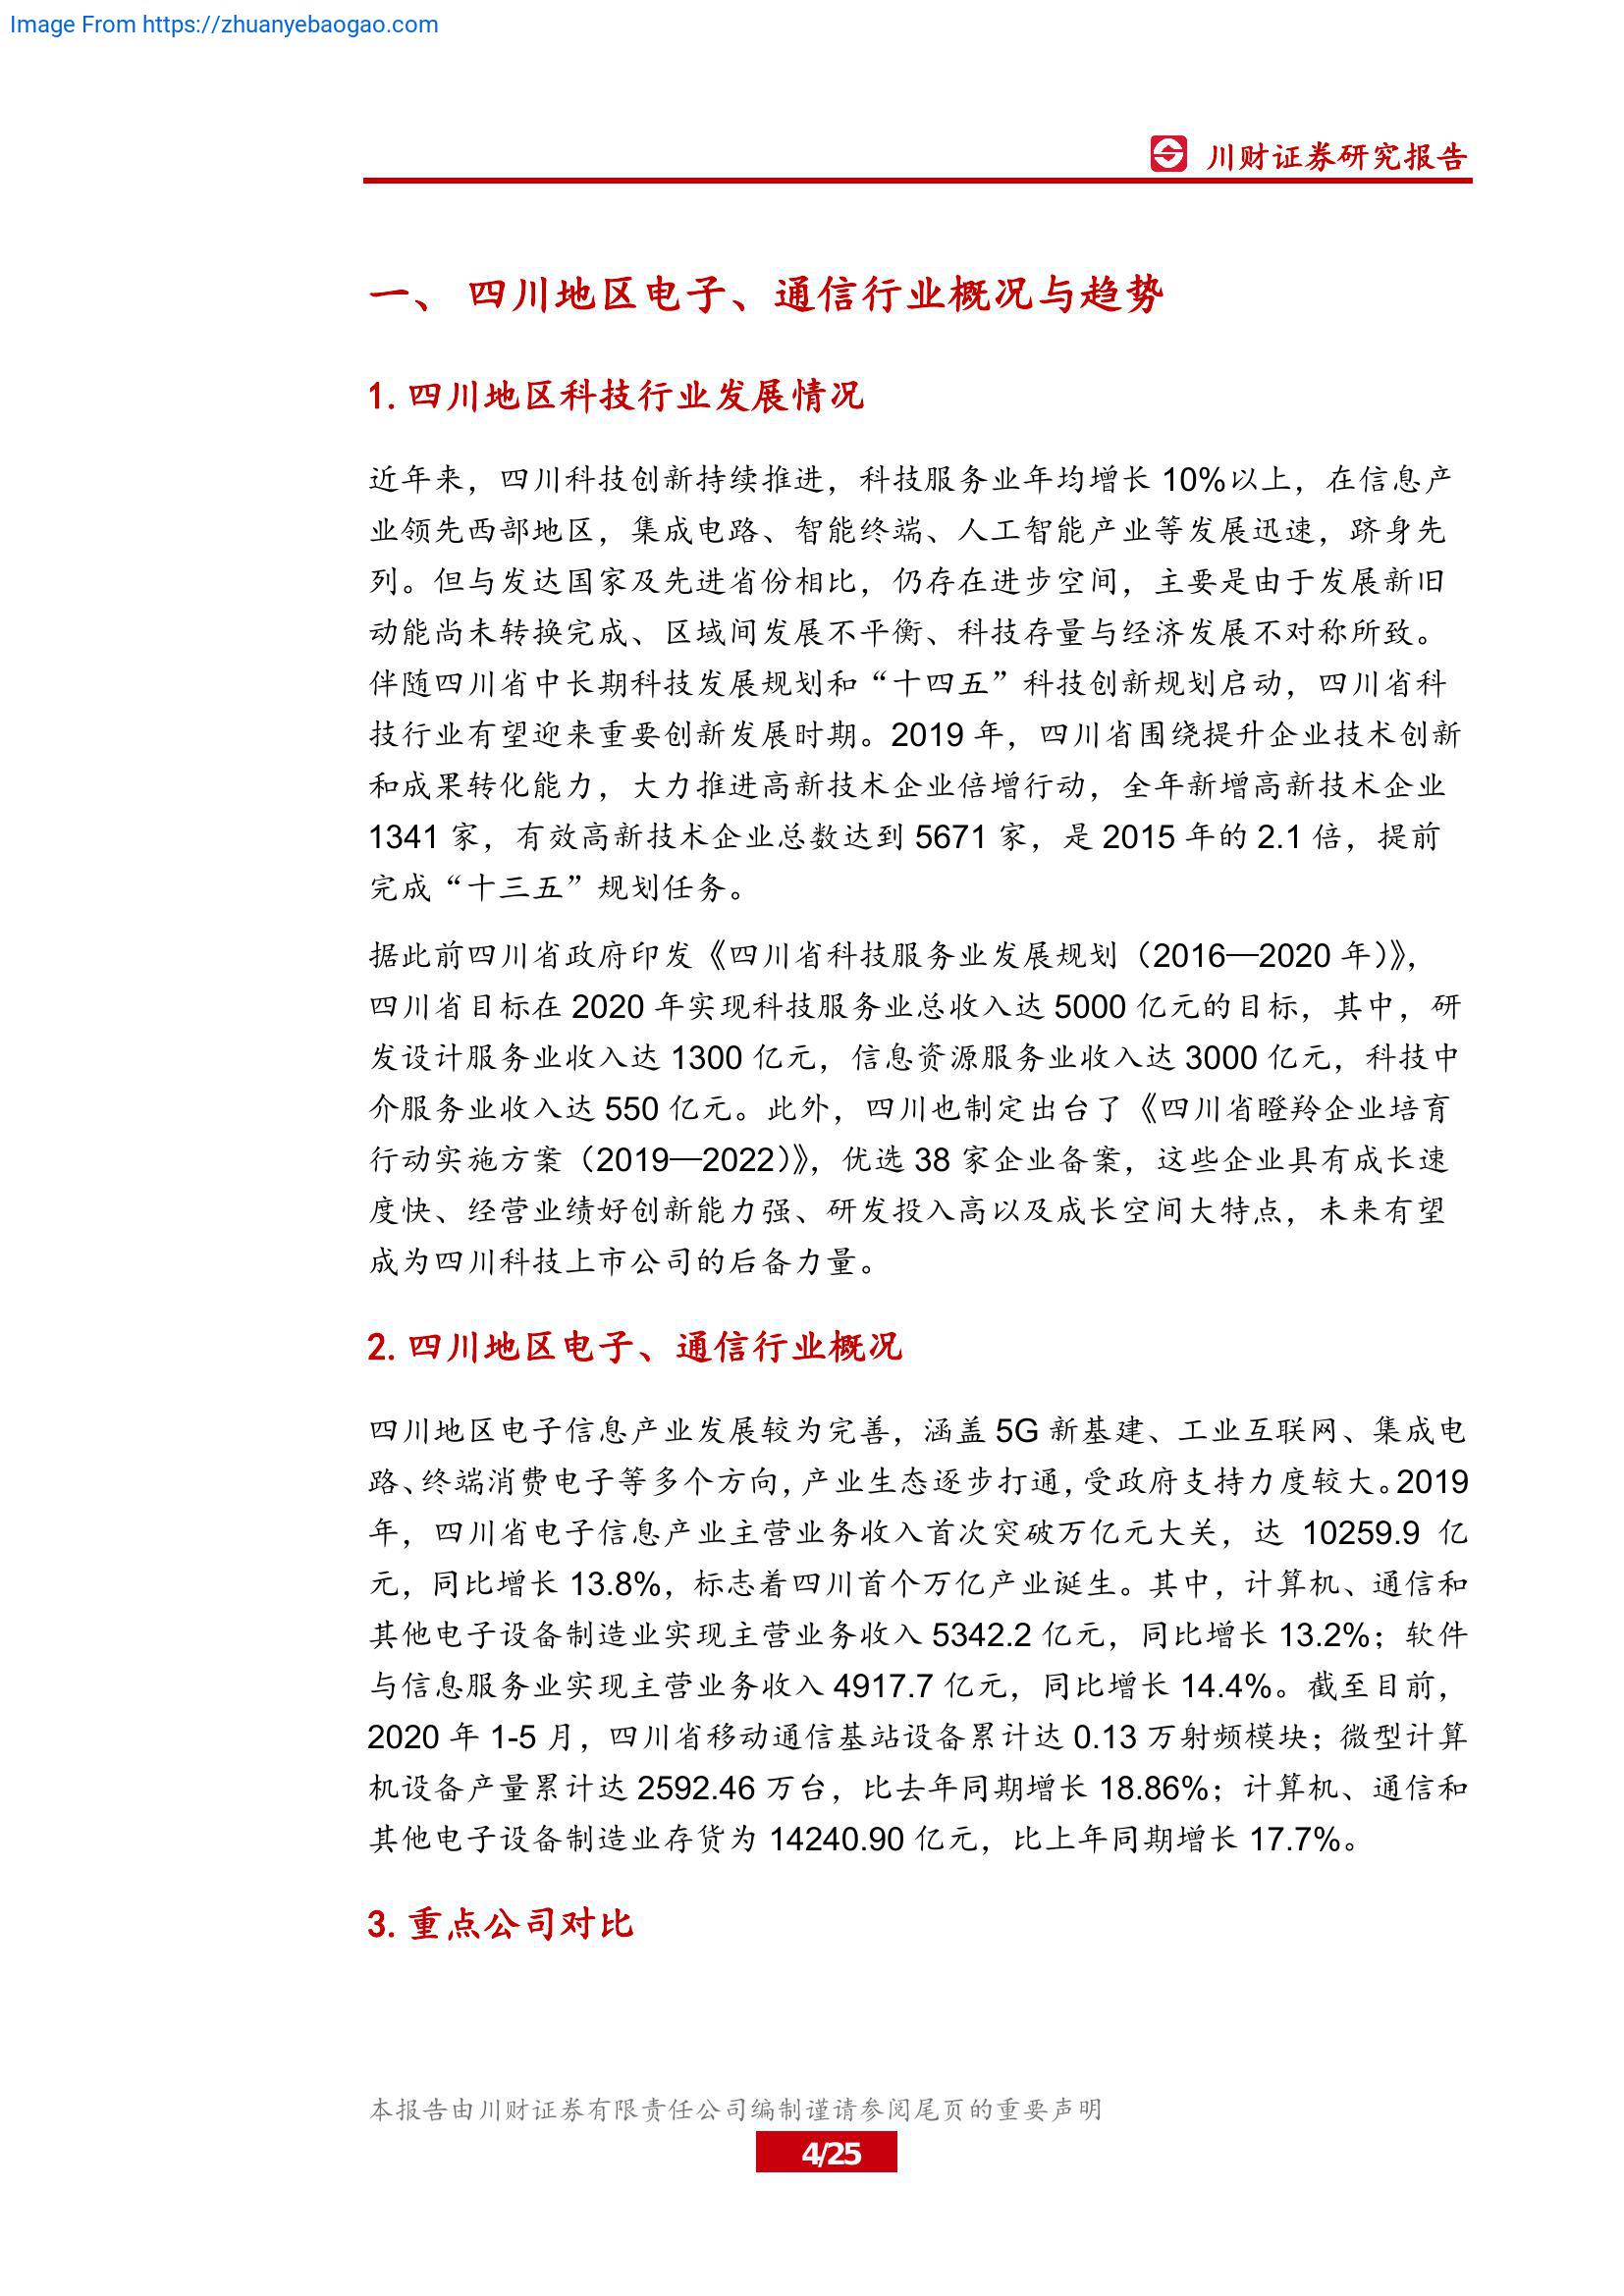 Image From https://zhuanyebaogao.com
川财证券研究报告
一、 四川地区电子、通信行业概况与趋势
1. 四川地区科技行业发展情况
近年来，四川科技创新持续推进，科技服务业年均增长 10%以上，在信息产
业领先西部地区，集成电路、智能终端、人工智能产业等发展迅速，跻身先
列。但与发达国家及先进省份相比，仍存在进步空间，主要是由于发展新旧
动能尚未转换完成、区域间发展不平衡、科技存量与经济发展不对称所致。
伴随四川省中长期科技发展规划和“十四五”科技创新规划启动，四川省科
技行业有望迎来重要创新发展时期。2019 年，四川省围绕提升企业技术创新
和成果转化能力，大力推进高新技术企业倍增行动，全年新增高新技术企业
1341 家，有效高新技术企业总数达到 5671 家，是 2015 年的 2.1 倍，提前
完成“十三五”规划任务。
据此前四川省政府印发《四川省科技服务业发展规划（2016—2020 年）》，
四川省目标在 2020 年实现科技服务业总收入达 5000 亿元的目标，其中，研
发设计服务业收入达 1300 亿元，信息资源服务业收入达 3000 亿元，科技中
介服务业收入达 550 亿元。此外，四川也制定出台了《四川省瞪羚企业培育
行动实施方案（2019—2022）》，优选 38 家企业备案，这些企业具有成长速
度快、经营业绩好创新能力强、研发投入高以及成长空间大特点，未来有望
成为四川科技上市公司的后备力量。
2. 四川地区电子、通信行业概况
四川地区电子信息产业发展较为完善，涵盖 5G 新基建、工业互联网、集成电
路、终端消费电子等多个方向，产业生态逐步打通，受政府支持力度较大。2019
年，四川省电子信息产业主营业务收入首次突破万亿元大关，达 10259.9 亿
元，同比增长 13.8%，标志着四川首个万亿产业诞生。其中，计算机、通信和
其他电子设备制造业实现主营业务收入 5342.2 亿元，同比增长 13.2%；软件
与信息服务业实现主营业务收入 4917.7 亿元，同比增长 14.4%。截至目前，
2020 年 1-5 月，四川省移动通信基站设备累计达 0.13 万射频模块；微型计算
机设备产量累计达 2592.46 万台，比去年同期增长 18.86%；计算机、通信和
其他电子设备制造业存货为 14240.90 亿元，比上年同期增长 17.7%。
3. 重点公司对比
本报告由川财证券有限责任公司编制谨请参阅尾页的重要声明
4/25